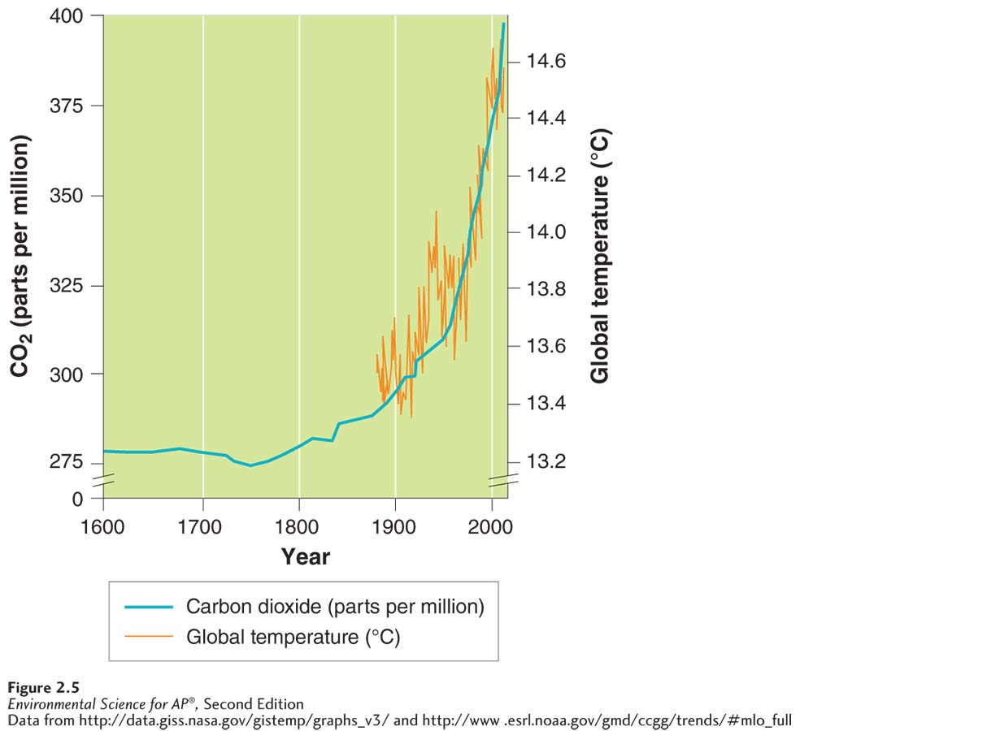 400
375
350
325
300
275
0
CO₂ (parts per million)
14.6
14.4
14.2
14.0
13.8
13.6
13.4
13.2
Global temperature (°C)
1600 1700 1800 1900 2000
Year
Carbon dioxide (parts per million)
Global temperature (°C)
Figure 2.5
Environmental Science for AP®, Second Edition
Data from http://data.giss.nasa.gov/gistemp/graphs_v3/ and http://www .esrl.noaa.gov/gmd/ccgg/trends/#mlo_full